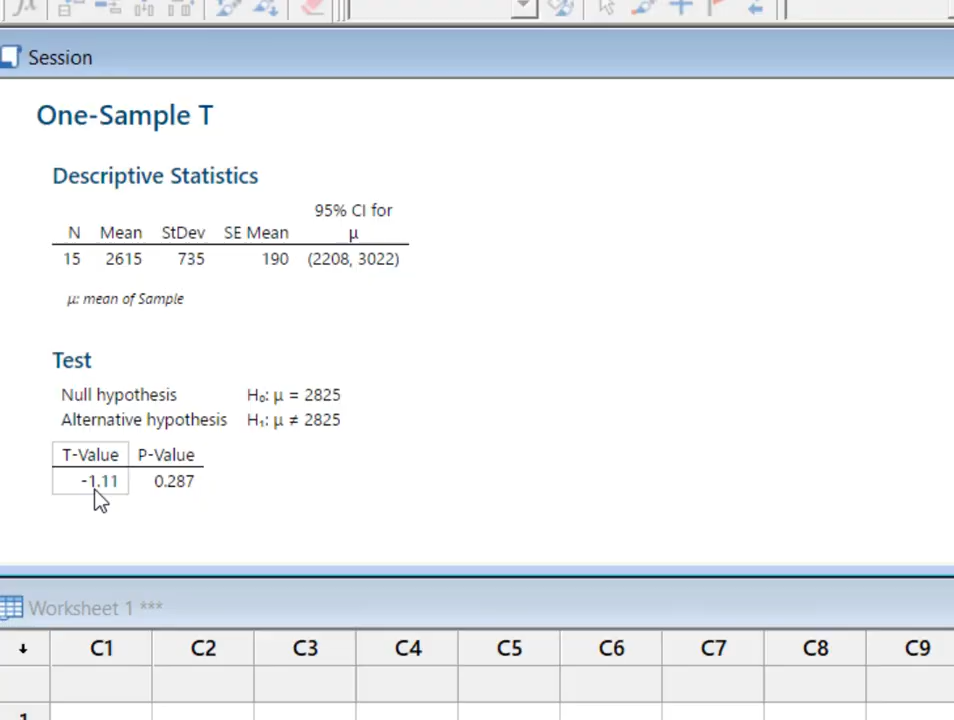 Session
One-Sample T
Descriptive Statistics
95% CI for
N Mean StDev SE Mean μ
15 2615 735 190 (2208, 3022)
μ: mean of Sample
Test
Null hypothesis H₀: μ = 2825
Alternative hypothesis H₁: μ ≠ 2825
T-Value P-Value
-1.11 0.287
Worksheet 1 ***
↓ C1 C2 C3 C4 C5 C6 C7 C8 C9
1